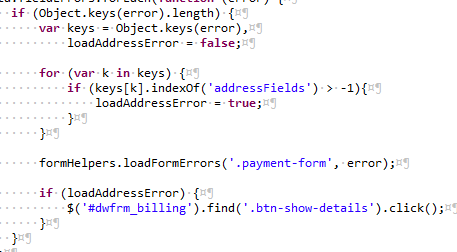 if (Object.keys(error).length) {
var keys = Object.keys(error),
loadAddressError = false;
for (var k in keys) {
if (keys[k].indexOf('addressFields') > -1){
loadAddressError = true;
}
}
formHelpers.loadFormErrors('.payment-form', error);
if (loadAddressError) {
$('#dwfrm_billing').find('.btn-show-details').click();
}
}